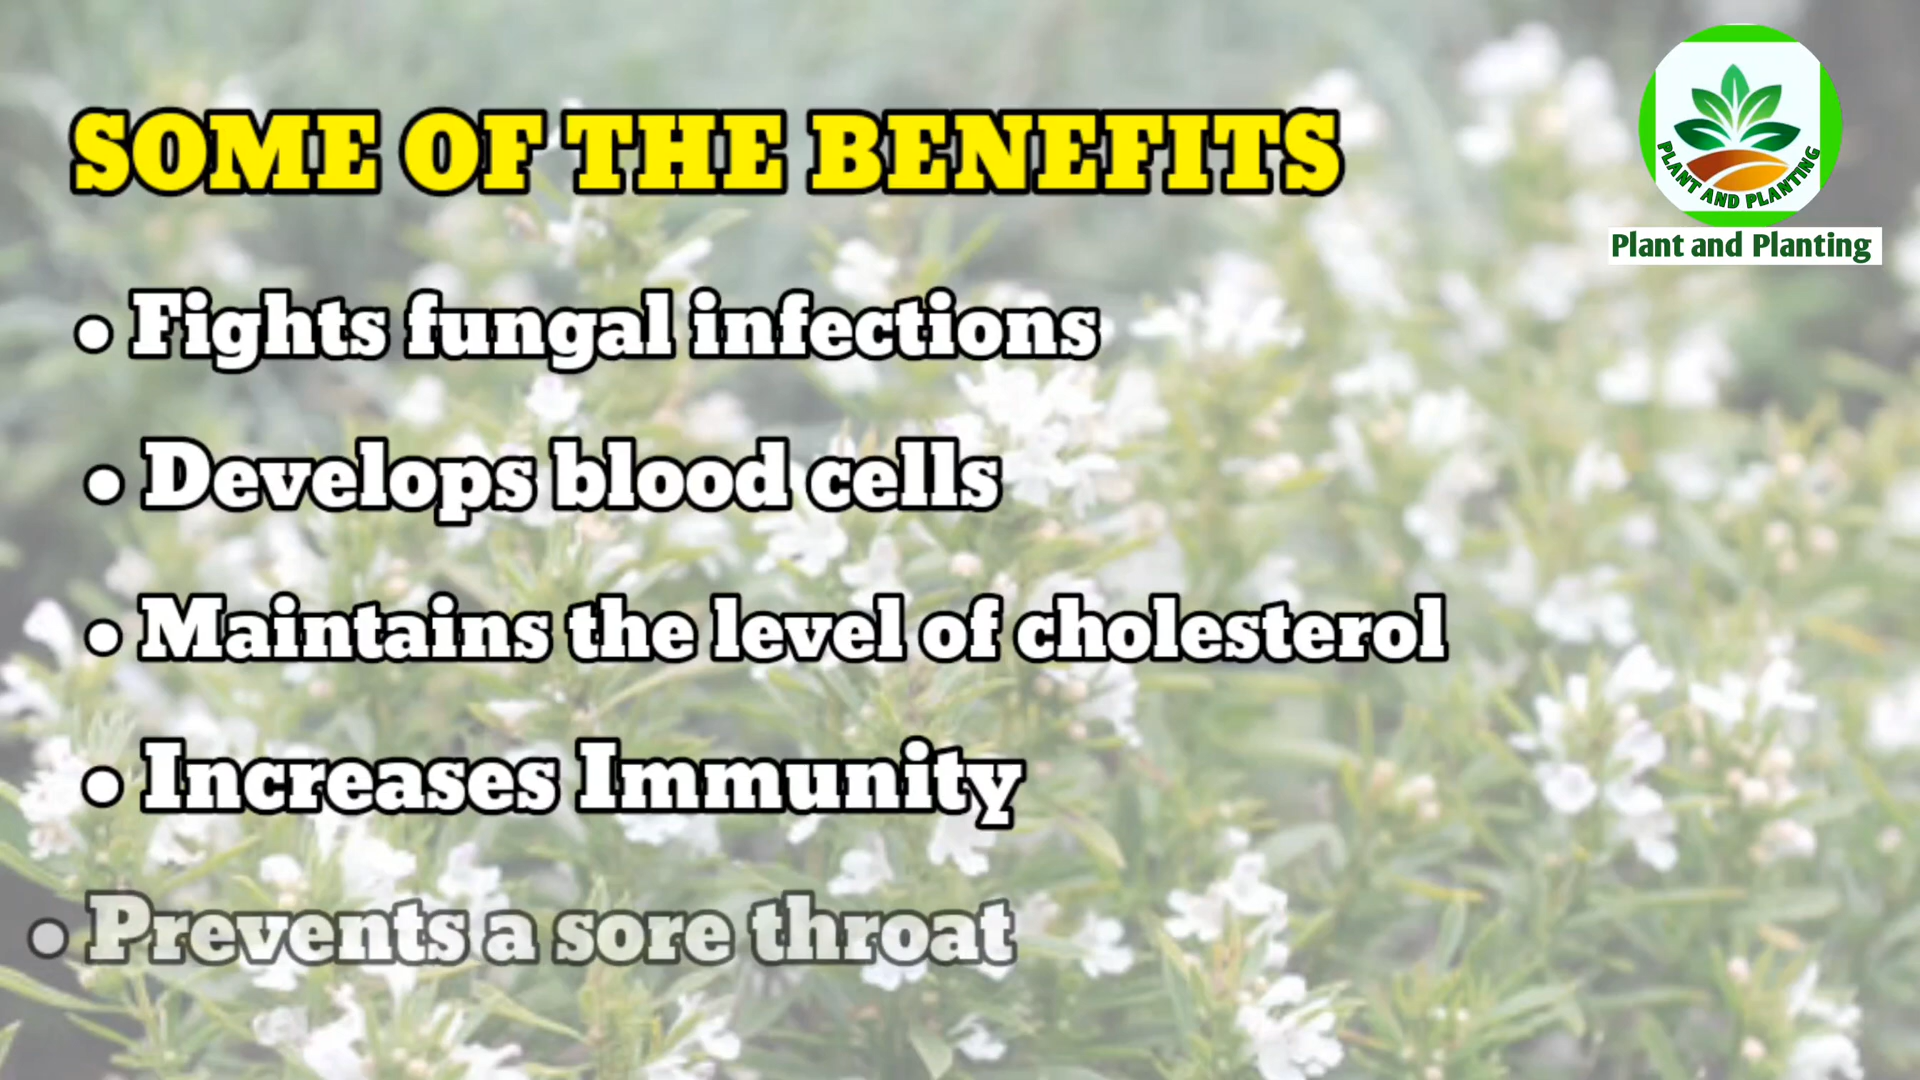 SOME OF THE BENEFITS
PLANT AND PLANTING
Plant and Planting
• Fights fungal infections
• Develops blood cells
• Maintains the level of cholesterol
• Increases Immunity
• Prevents a sore throat